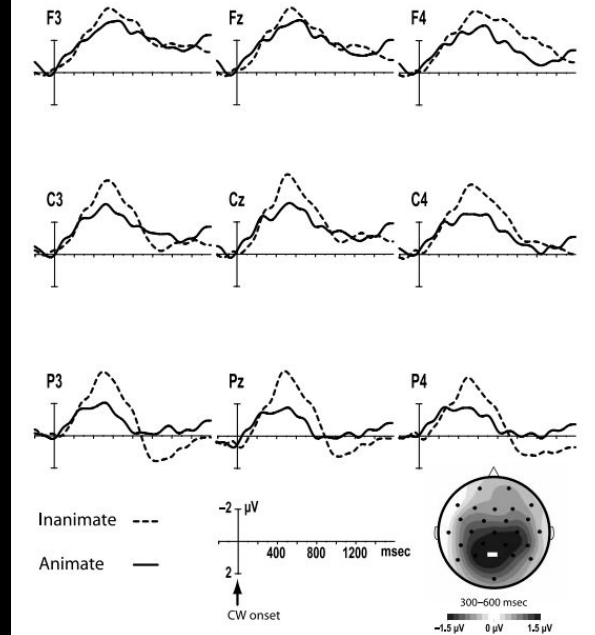 F3 Fz F4
C3 Cz C4
P3 Pz P4
Inanimate
Animate
−2 μV
400 800 1200 msec
2
CW onset
300–600 msec
−1.5 μV 0 μV 1.5 μV